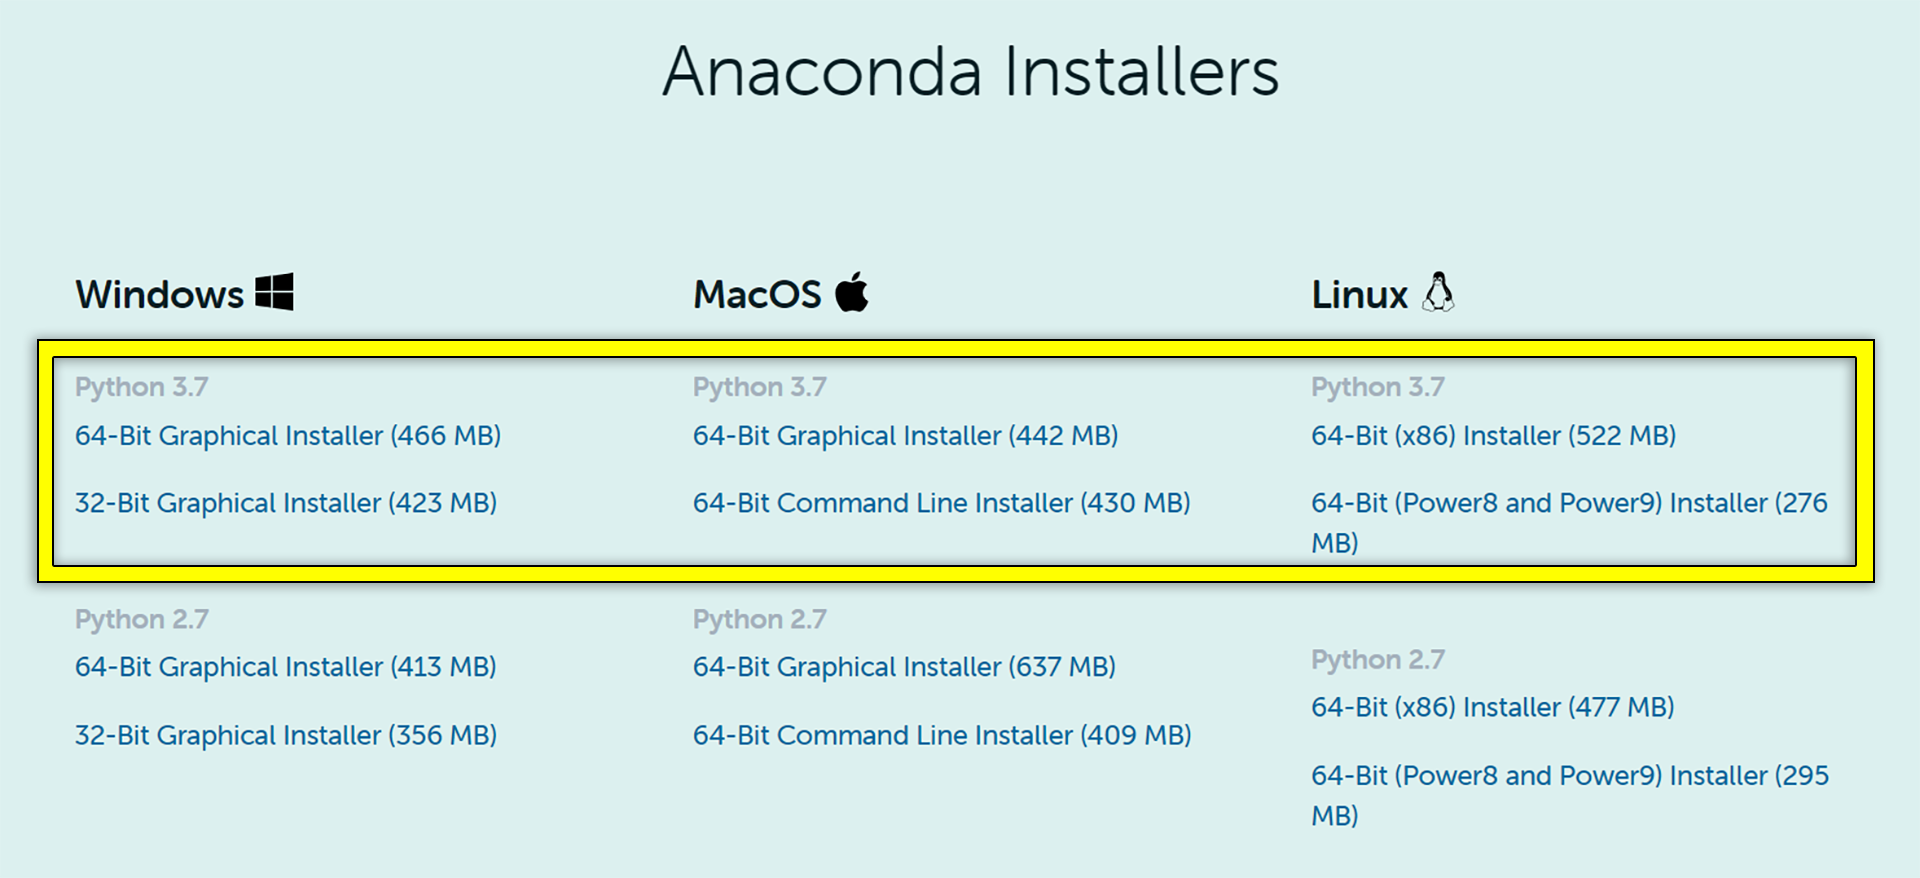 Anaconda Installers
Windows
Python 3.7
64-Bit Graphical Installer (466 MB)
32-Bit Graphical Installer (423 MB)
Python 2.7
64-Bit Graphical Installer (413 MB)
32-Bit Graphical Installer (356 MB)
MacOS
Python 3.7
64-Bit Graphical Installer (442 MB)
64-Bit Command Line Installer (430 MB)
Python 2.7
64-Bit Graphical Installer (637 MB)
64-Bit Command Line Installer (409 MB)
Linux
Python 3.7
64-Bit (x86) Installer (522 MB)
64-Bit (Power8 and Power9) Installer (276
MB)
Python 2.7
64-Bit (x86) Installer (477 MB)
64-Bit (Power8 and Power9) Installer (295
MB)